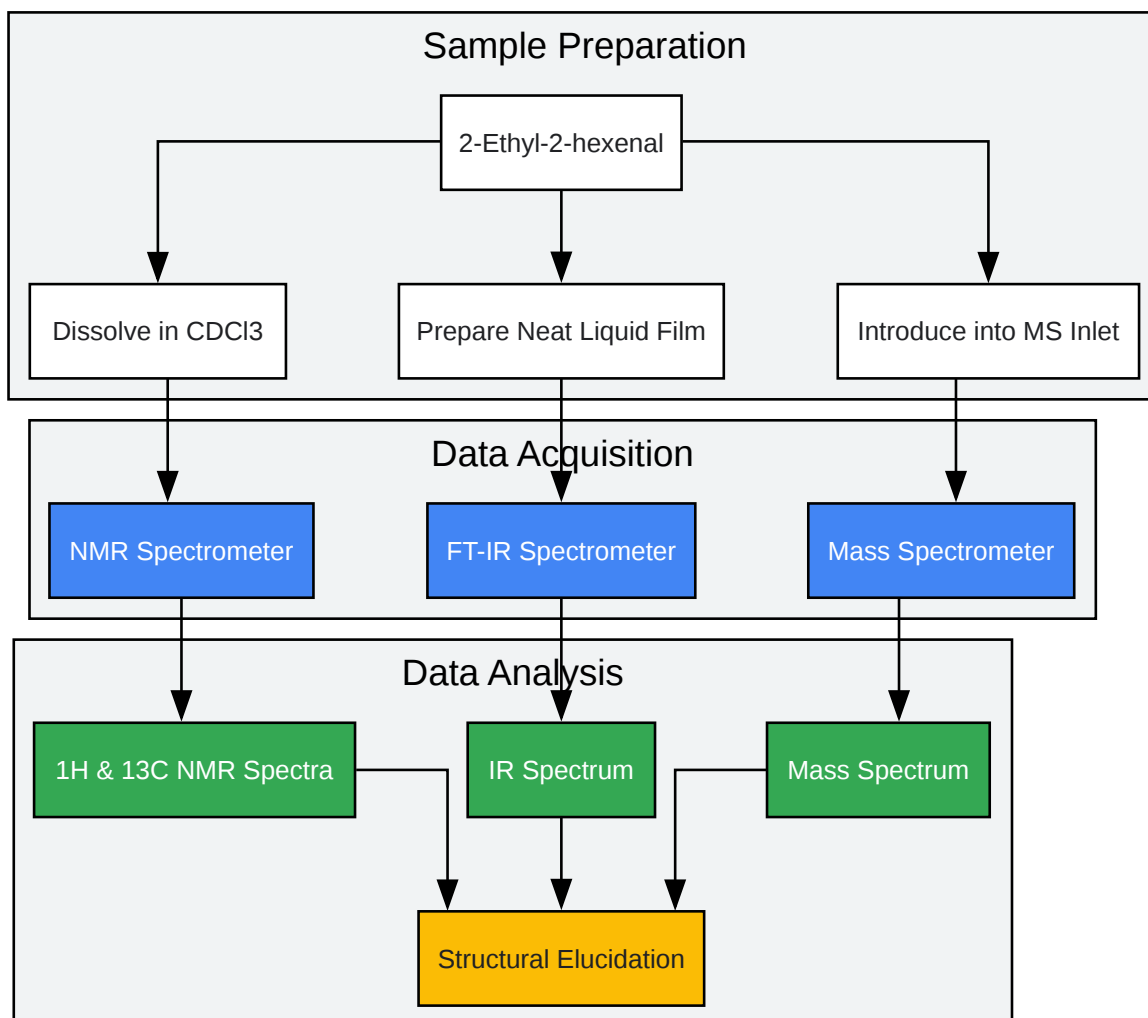 Sample Preparation
2-Ethyl-2-hexenal
Dissolve in CDCl3
Prepare Neat Liquid Film
Introduce into MS Inlet
Data Acquisition
NMR Spectrometer
FT-IR Spectrometer
Mass Spectrometer
Data Analysis
1H & 13C NMR Spectra
IR Spectrum
Mass Spectrum
Structural Elucidation